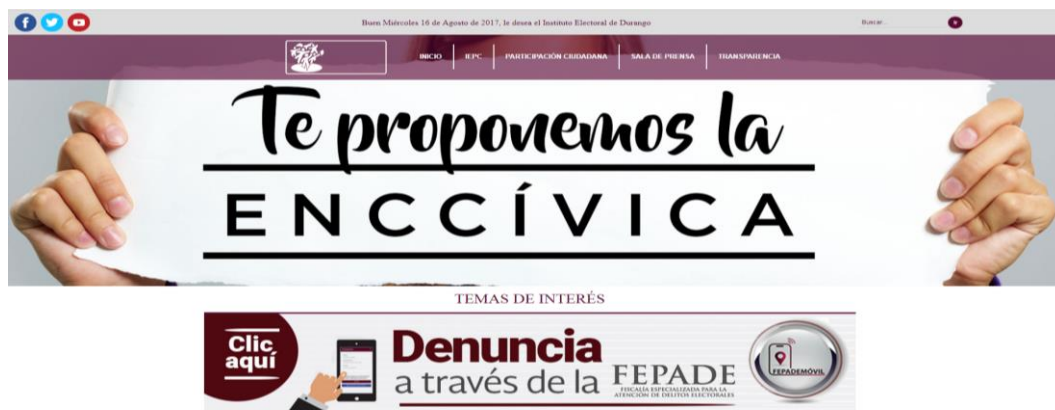 Buen Miércoles 16 de Agosto de 2017, le desea el Instituto Electoral de Durango
Buscar...
INICIO
IEPC
PARTICIPACIÓN CIUDADANA
SALA DE PRENSA
TRANSPARENCIA
Te proponemos la
ENCCÍVICA
TEMAS DE INTERÉS
Clic
aquí
Denuncia
a través de la FEPADE
FISCALÍA ESPECIALIZADA PARA LA
ATENCIÓN DE DELITOS ELECTORALES
FEPADEMÓVIL